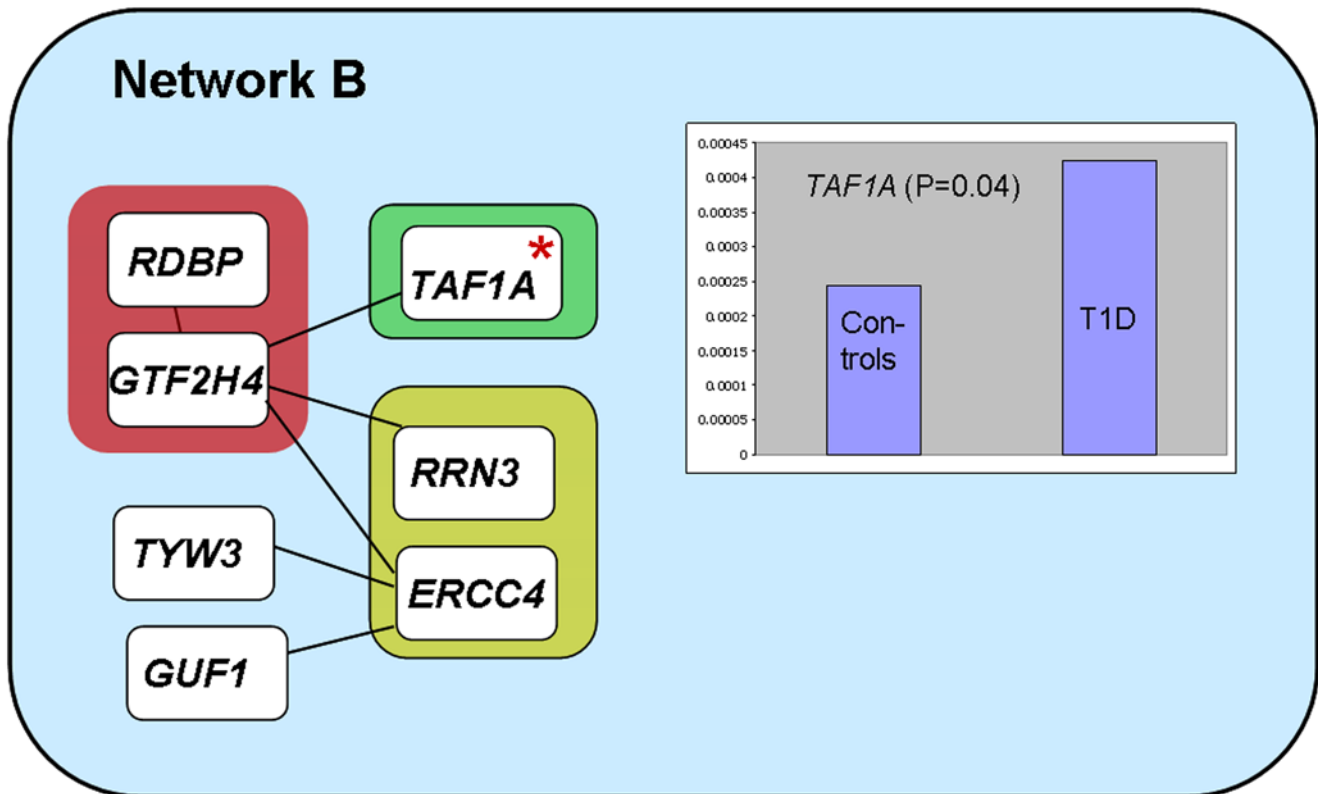 Network B
RDBP
GTF2H4
TYW3
GUF1
TAF1A*
RRN3
ERCC4
0.00045
0.0004
0.00035
0.0003
0.00025
0.0002
0.00015
0.0001
0.00005
0
TAF1A (P=0.04)
Con-
trols
T1D